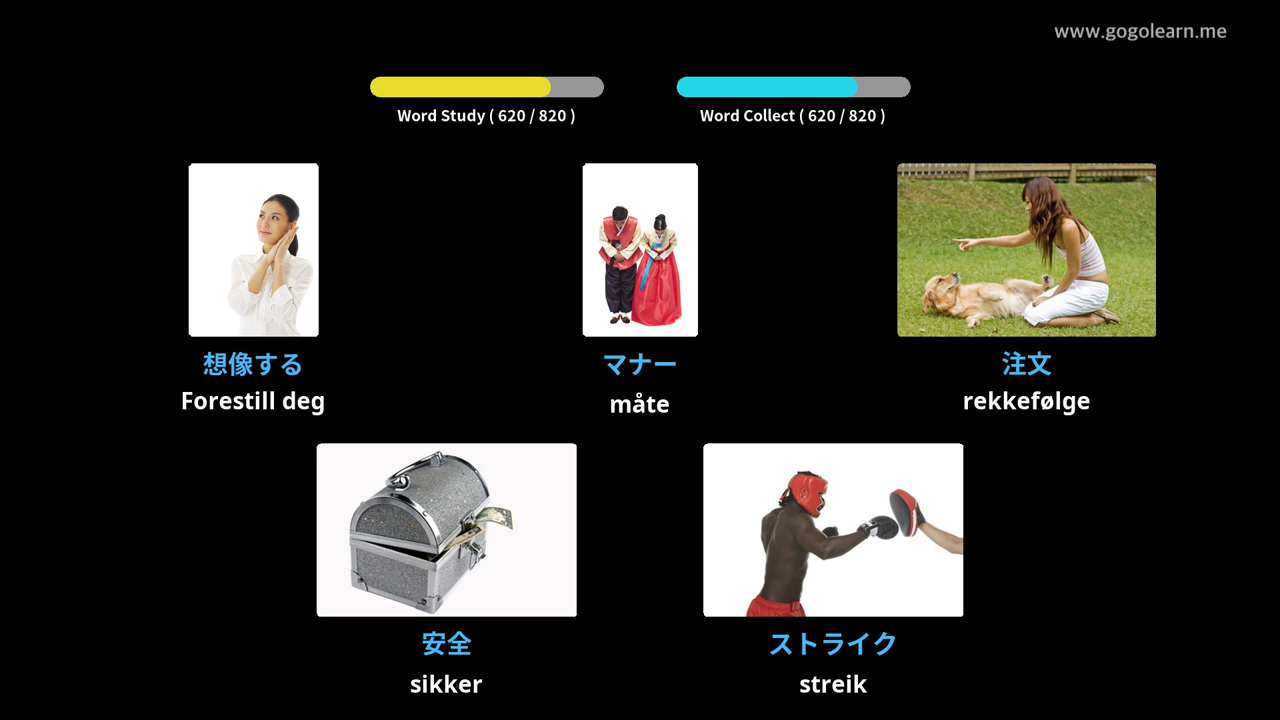 www.gogolearn.me
Word Study ( 620 / 820 )
Word Collect ( 620 / 820 )
想像する
Forestill deg
マナー
måte
注文
rekkefølge
安全
sikker
ストライク
streik